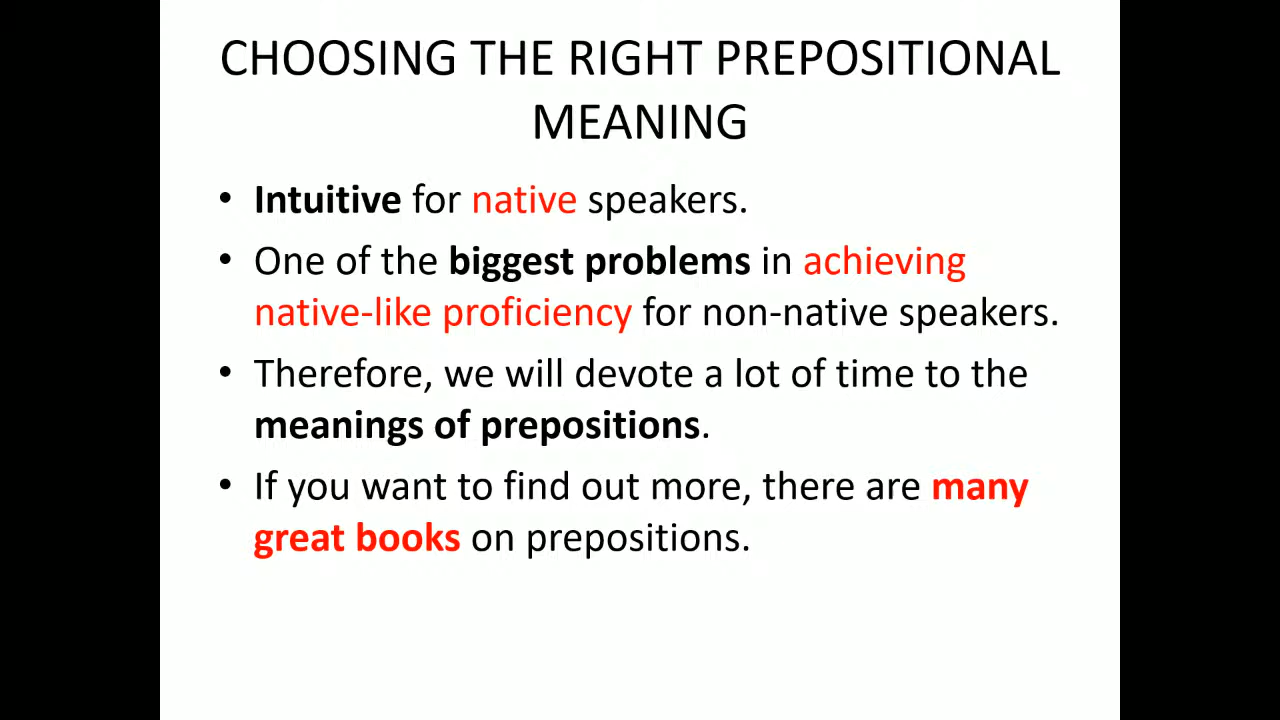 CHOOSING THE RIGHT PREPOSITIONAL
MEANING
• Intuitive for native speakers.
• One of the biggest problems in achieving
native-like proficiency for non-native speakers.
• Therefore, we will devote a lot of time to the
meanings of prepositions.
• If you want to find out more, there are many
great books on prepositions.